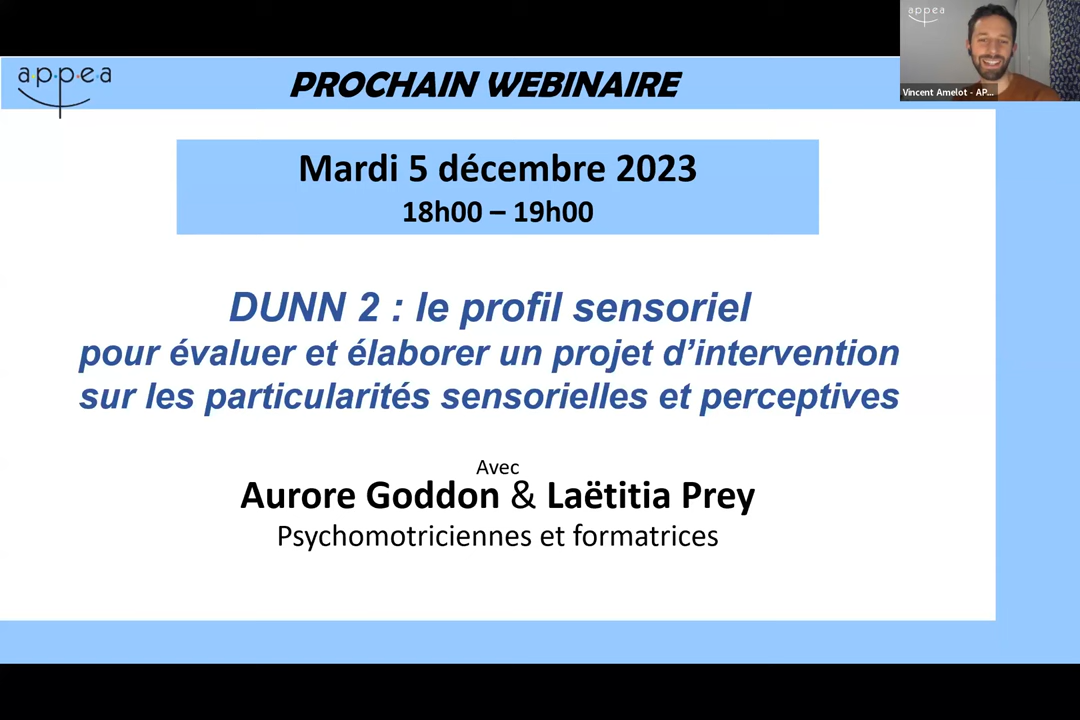 appea
PROCHAIN WEBINAIRE
appea
Vincent Amelot - AP...
Mardi 5 décembre 2023
18h00 – 19h00
DUNN 2 : le profil sensoriel
pour évaluer et élaborer un projet d’intervention
sur les particularités sensorielles et perceptives
Avec
Aurore Goddon & Laëtitia Prey
Psychomotriciennes et formatrices